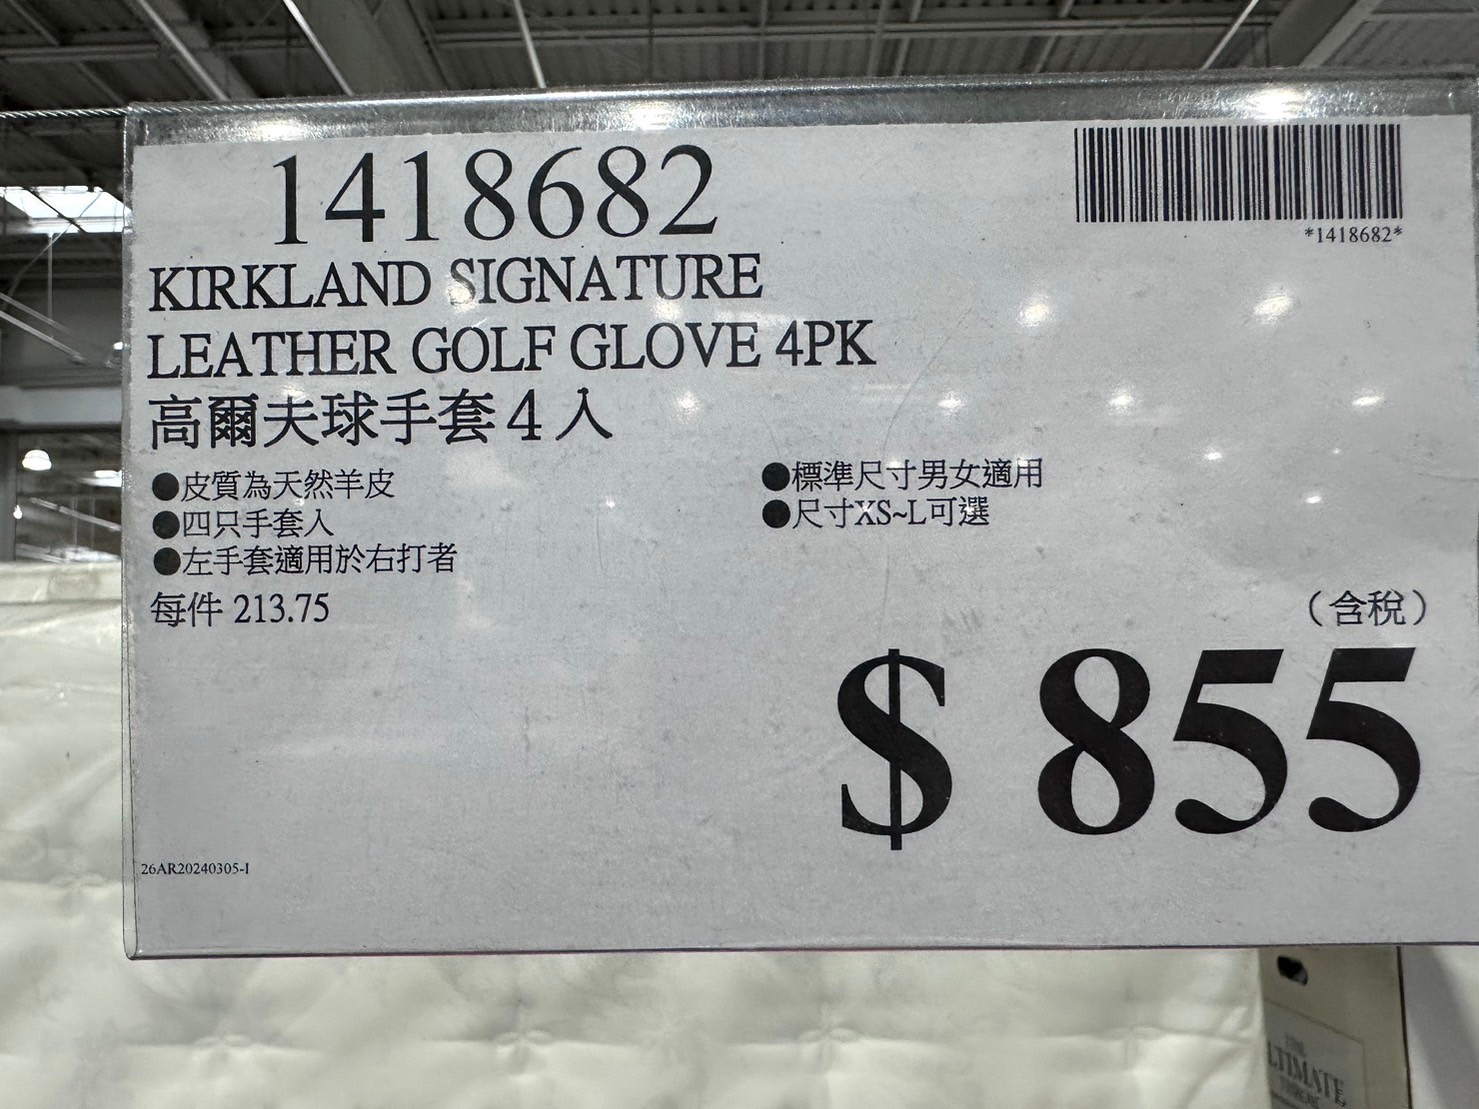 1418682
*1418682*
KIRKLAND SIGNATURE
LEATHER GOLF GLOVE 4PK
高爾夫球手套4入
●皮質為天然羊皮
●四只手套入
●左手套適用於右打者
●標準尺寸男女適用
●尺寸XS~L可選
每件 213.75
（含稅）
$ 855
26AR20240305-I